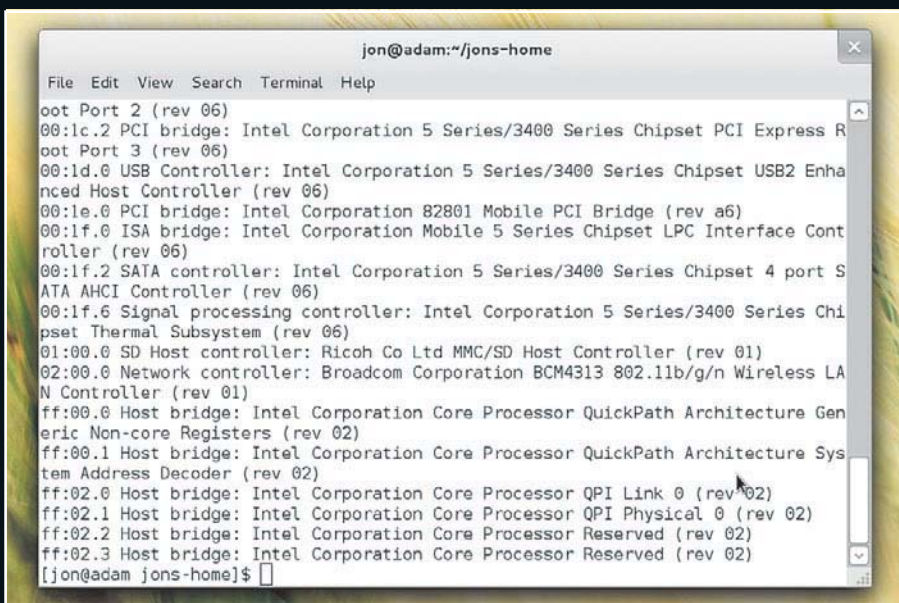 jon@adam:~/jons-home
File Edit View Search Terminal Help
oot Port 2 (rev 06)
00:1c.2 PCI bridge: Intel Corporation 5 Series/3400 Series Chipset PCI Express R
oot Port 3 (rev 06)
00:1d.0 USB Controller: Intel Corporation 5 Series/3400 Series Chipset USB2 Enha
nced Host Controller (rev 06)
00:1e.0 PCI bridge: Intel Corporation 82801 Mobile PCI Bridge (rev a6)
00:1f.0 ISA bridge: Intel Corporation Mobile 5 Series Chipset LPC Interface Cont
roller (rev 06)
00:1f.2 SATA controller: Intel Corporation 5 Series/3400 Series Chipset 4 port S
ATA AHCI Controller (rev 06)
00:1f.6 Signal processing controller: Intel Corporation 5 Series/3400 Series Chi
pset Thermal Subsystem (rev 06)
01:00.0 SD Host controller: Ricoh Co Ltd MMC/SD Host Controller (rev 01)
02:00.0 Network controller: Broadcom Corporation BCM4313 802.11b/g/n Wireless LA
N Controller (rev 01)
ff:00.0 Host bridge: Intel Corporation Core Processor QuickPath Architecture Gen
eric Non-core Registers (rev 02)
ff:00.1 Host bridge: Intel Corporation Core Processor QuickPath Architecture Sys
tem Address Decoder (rev 02)
ff:02.0 Host bridge: Intel Corporation Core Processor QPI Link 0 (rev 02)
ff:02.1 Host bridge: Intel Corporation Core Processor QPI Physical 0 (rev 02)
ff:02.2 Host bridge: Intel Corporation Core Processor Reserved (rev 02)
ff:02.3 Host bridge: Intel Corporation Core Processor Reserved (rev 02)
[jon@adam jons-home]$